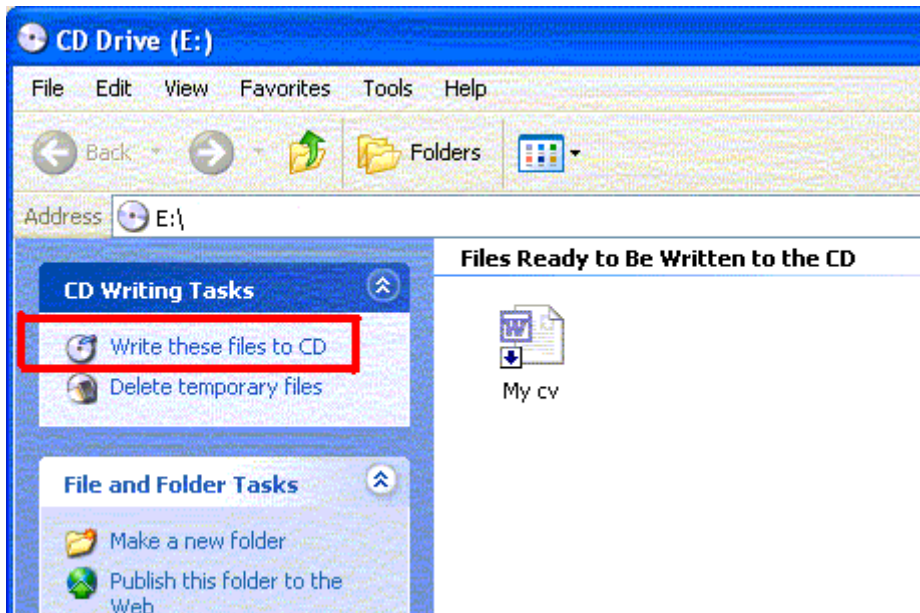 CD Drive (E:)
File Edit View Favorites Tools Help
Back Folders
Address E:\
CD Writing Tasks
Write these files to CD
Delete temporary files
File and Folder Tasks
Make a new folder
Publish this folder to the
Web
Files Ready to Be Written to the CD
W
My cv